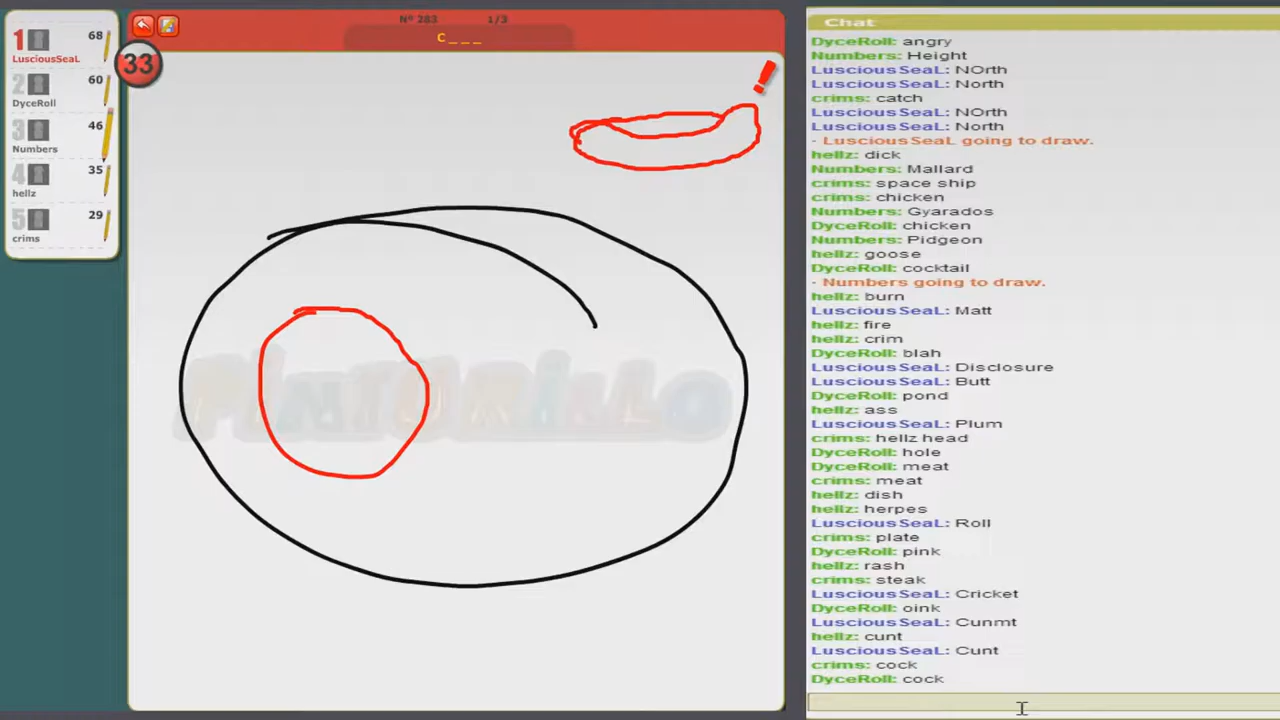 1 68
LusciousSeaL
2 60
DyceRoll
3 46
Numbers
4 35
hellz
5 29
crims
33
Nº 283 1/3
C _ _ _
!
Pinturillo
Chat
DyceRoll: angry
Numbers: Height
LusciousSeaL: NOrth
LusciousSeaL: North
crims: catch
LusciousSeaL: NOrth
LusciousSeaL: North
- LusciousSeaL going to draw.
hellz: dick
Numbers: Mallard
crims: space ship
crims: chicken
Numbers: Gyarados
DyceRoll: chicken
Numbers: Pidgeon
hellz: goose
DyceRoll: cocktail
- Numbers going to draw.
hellz: burn
LusciousSeaL: Matt
hellz: fire
hellz: crim
DyceRoll: blah
LusciousSeaL: Disclosure
LusciousSeaL: Butt
DyceRoll: pond
hellz: ass
LusciousSeaL: Plum
crims: hellz head
DyceRoll: hole
DyceRoll: meat
crims: meat
hellz: dish
hellz: herpes
LusciousSeaL: Roll
crims: plate
DyceRoll: pink
hellz: rash
crims: steak
LusciousSeaL: Cricket
DyceRoll: oink
LusciousSeaL: Cunmt
hellz: cunt
LusciousSeaL: Cunt
crims: cock
DyceRoll: cock